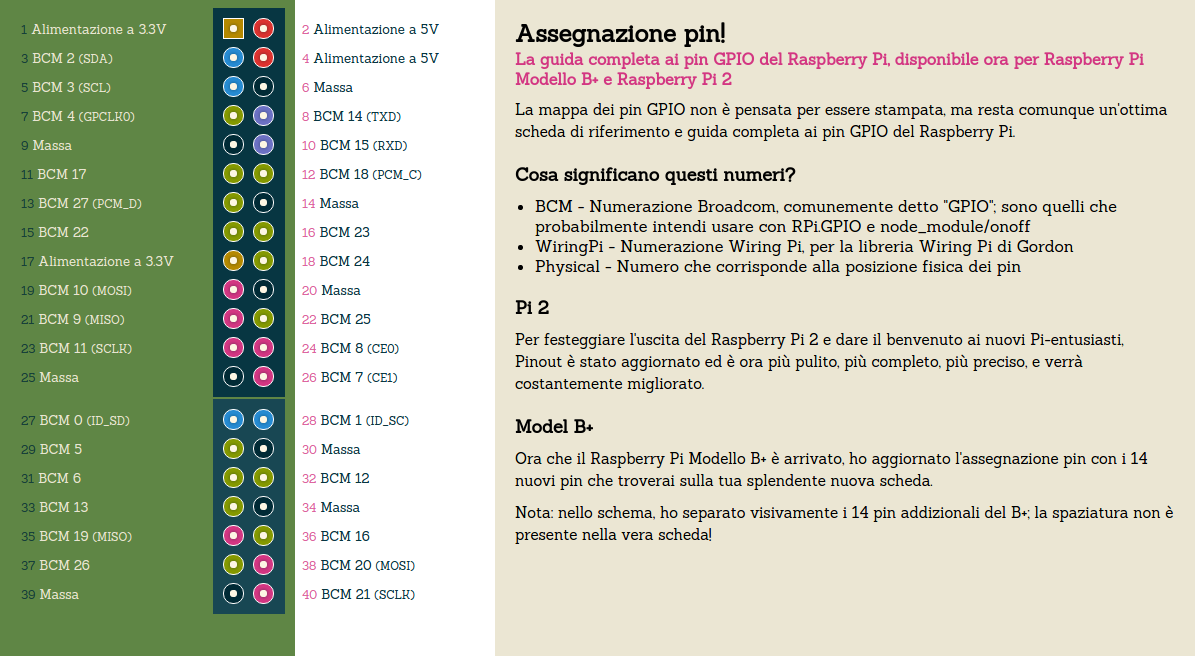 1 Alimentazione a 3.3V
2 Alimentazione a 5V
3 BCM 2 (SDA)
4 Alimentazione a 5V
5 BCM 3 (SCL)
6 Massa
7 BCM 4 (GPCLK0)
8 BCM 14 (TXD)
9 Massa
10 BCM 15 (RXD)
11 BCM 17
12 BCM 18 (PCM_C)
13 BCM 27 (PCM_D)
14 Massa
15 BCM 22
16 BCM 23
17 Alimentazione a 3.3V
18 BCM 24
19 BCM 10 (MOSI)
20 Massa
21 BCM 9 (MISO)
22 BCM 25
23 BCM 11 (SCLK)
24 BCM 8 (CE0)
25 Massa
26 BCM 7 (CE1)
27 BCM 0 (ID_SD)
28 BCM 1 (ID_SC)
29 BCM 5
30 Massa
31 BCM 6
32 BCM 12
33 BCM 13
34 Massa
35 BCM 19 (MISO)
36 BCM 16
37 BCM 26
38 BCM 20 (MOSI)
39 Massa
40 BCM 21 (SCLK)
Assegnazione pin!
La guida completa ai pin GPIO del Raspberry Pi, disponibile ora per Raspberry Pi
Modello B+ e Raspberry Pi 2
La mappa dei pin GPIO non è pensata per essere stampata, ma resta comunque un'ottima
scheda di riferimento e guida completa ai pin GPIO del Raspberry Pi.
Cosa significano questi numeri?
• BCM - Numerazione Broadcom, comunemente detto "GPIO"; sono quelli che
probabilmente intendi usare con RPi.GPIO e node_module/onoff
• WiringPi - Numerazione Wiring Pi, per la libreria Wiring Pi di Gordon
• Physical - Numero che corrisponde alla posizione fisica dei pin
Pi 2
Per festeggiare l'uscita del Raspberry Pi 2 e dare il benvenuto ai nuovi Pi-entusiasti,
Pinout è stato aggiornato ed è ora più pulito, più completo, più preciso, e verrà
costantemente migliorato.
Model B+
Ora che il Raspberry Pi Modello B+ è arrivato, ho aggiornato l'assegnazione pin con i 14
nuovi pin che troverai sulla tua splendente nuova scheda.
Nota: nello schema, ho separato visivamente i 14 pin addizionali del B+; la spaziatura non è
presente nella vera scheda!